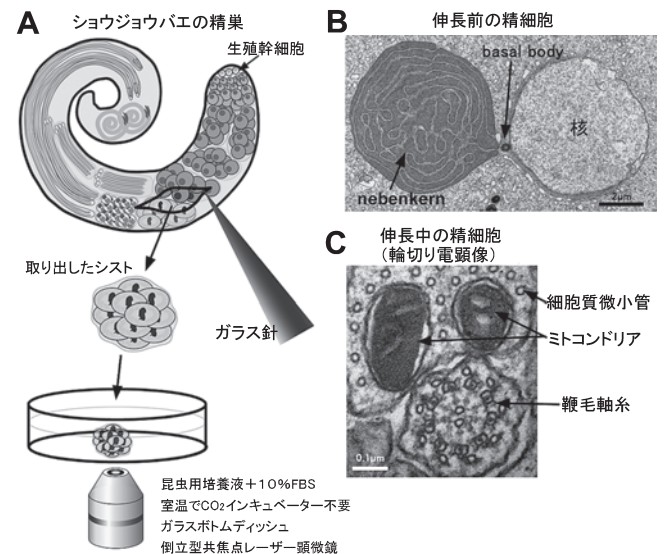 A
ショウジョウバエの精巣
生殖幹細胞
取り出したシスト
ガラス針
昆虫用培養液＋10%FBS
室温でCO₂インキュベーター不要
ガラスボトムディッシュ
倒立型共焦点レーザー顕微鏡
B
伸長前の精細胞
basal body
核
nebenkern
2μm
C
伸長中の精細胞
（輪切り電顕像）
細胞質微小管
ミトコンドリア
鞭毛軸糸
0.1μm